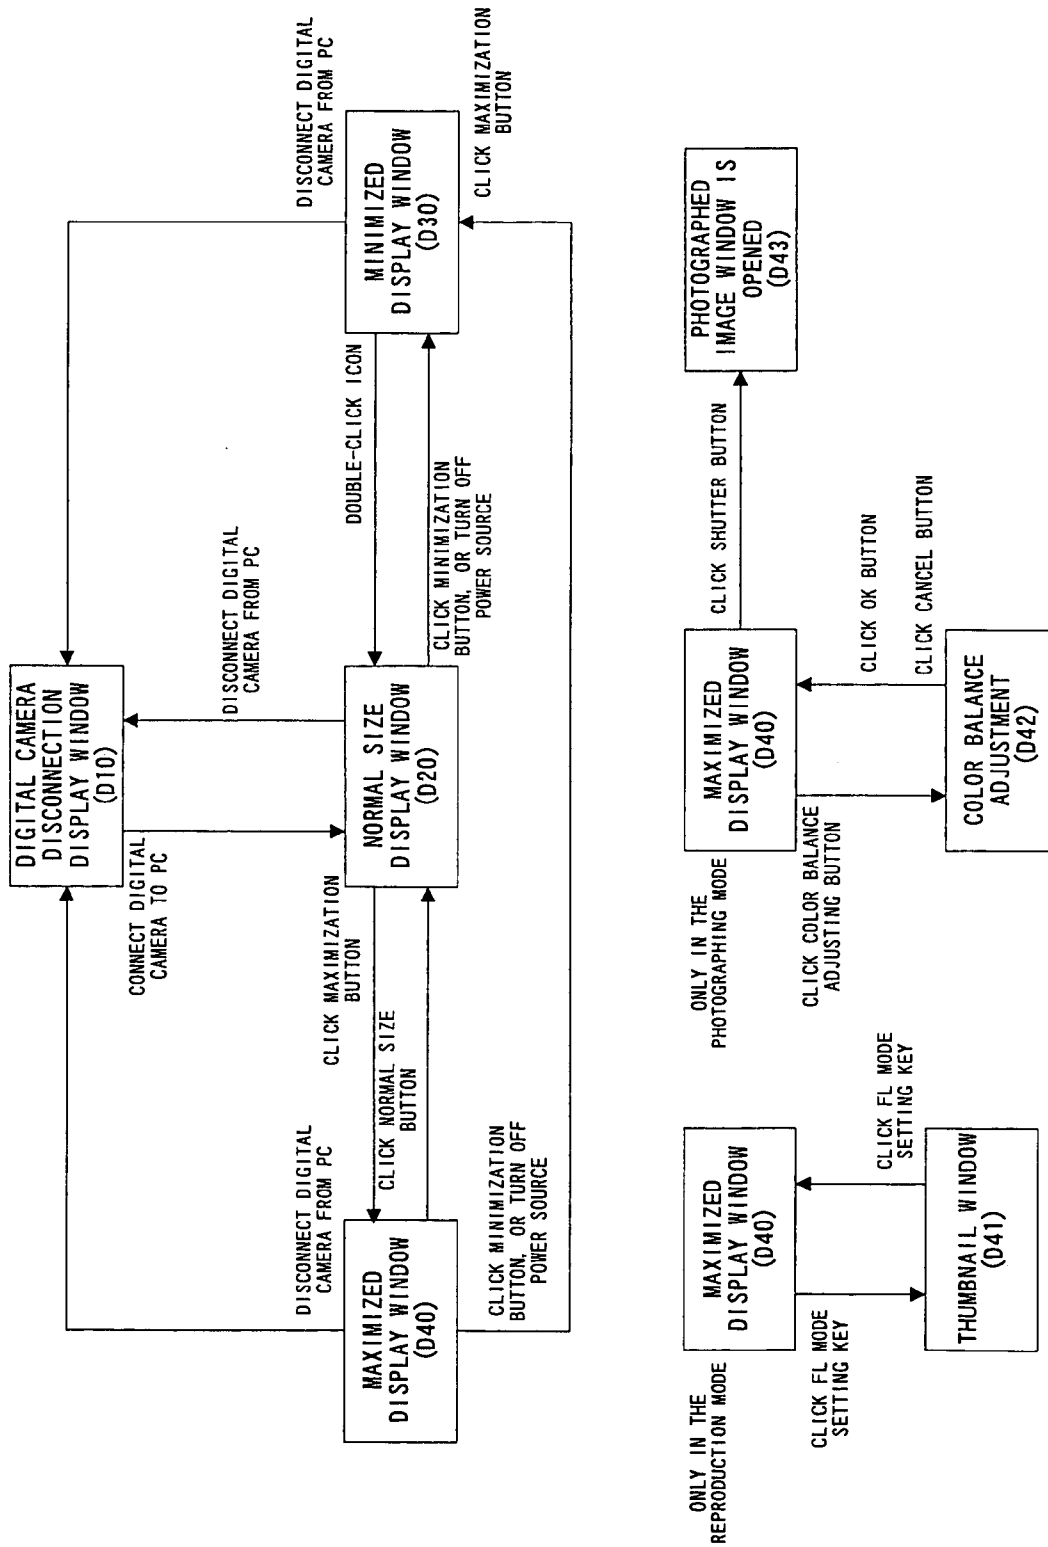 DIGITAL CAMERA
DISCONNECTION
DISPLAY WINDOW
(D10)
CONNECT DIGITAL
CAMERA TO PC
DISCONNECT DIGITAL
CAMERA FROM PC
DISCONNECT DIGITAL
CAMERA FROM PC
DISCONNECT DIGITAL
CAMERA FROM PC
CLICK MAXIMIZATION
BUTTON
DOUBLE-CLICK ICON
MAXIMIZED
DISPLAY WINDOW
(D40)
NORMAL SIZE
DISPLAY WINDOW
(D20)
MINIMIZED
DISPLAY WINDOW
(D30)
CLICK NORMAL SIZE
BUTTON
CLICK MINIMIZATION
BUTTON, OR TURN OFF
POWER SOURCE
CLICK MINIMIZATION
BUTTON, OR TURN OFF
POWER SOURCE
CLICK MAXIMIZATION
BUTTON
ONLY IN THE
REPRODUCTION MODE
MAXIMIZED
DISPLAY WINDOW
(D40)
CLICK FL MODE
SETTING KEY
CLICK FL MODE
SETTING KEY
THUMBNAIL WINDOW
(D41)
ONLY IN THE
PHOTOGRAPHING MODE
MAXIMIZED
DISPLAY WINDOW
(D40)
CLICK SHUTTER BUTTON
PHOTOGRAPHED
IMAGE WINDOW IS
OPENED
(D43)
CLICK COLOR BALANCE
ADJUSTING BUTTON
CLICK OK BUTTON
CLICK CANCEL BUTTON
COLOR BALANCE
ADJUSTMENT
(D42)